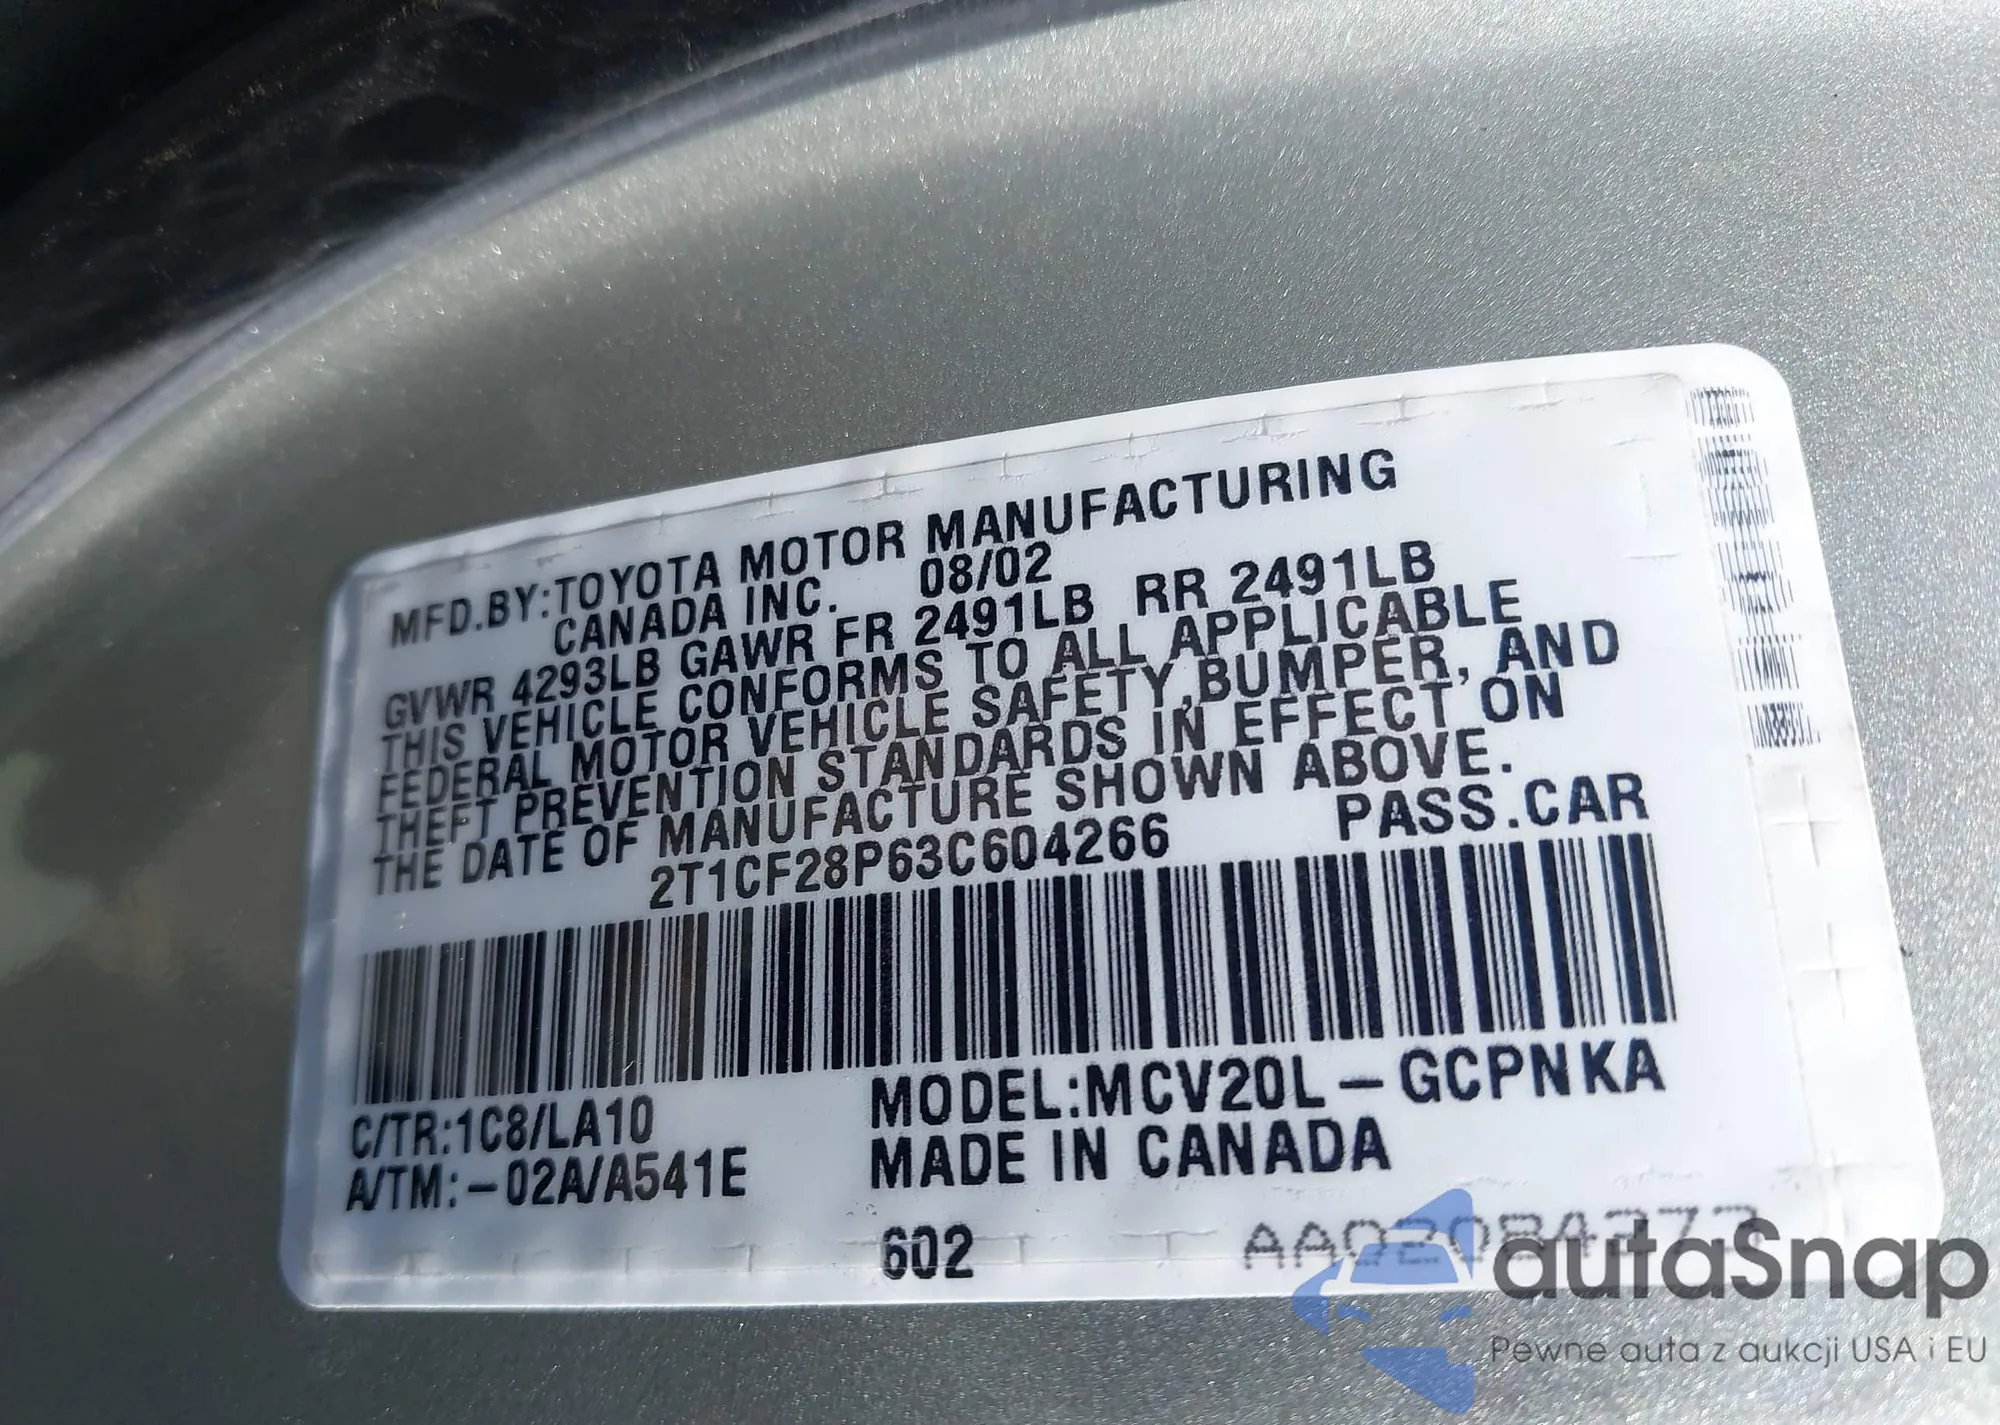 MFD.BY:TOYOTA MOTOR MANUFACTURING
CANADA INC. 08/02
GVWR 4293LB GAWR FR 2491LB RR 2491LB
THIS VEHICLE CONFORMS TO ALL APPLICABLE
FEDERAL MOTOR VEHICLE SAFETY,BUMPER, AND
THEFT PREVENTION STANDARDS IN EFFECT ON
THE DATE OF MANUFACTURE SHOWN ABOVE.
2T1CF28P63C604266 PASS.CAR
C/TR:1C8/LA10 MODEL:MCV20L-GCPNKA
A/TM:-02A/A541E MADE IN CANADA
602
autoSnap
Pewne auta z aukcji USA i EU